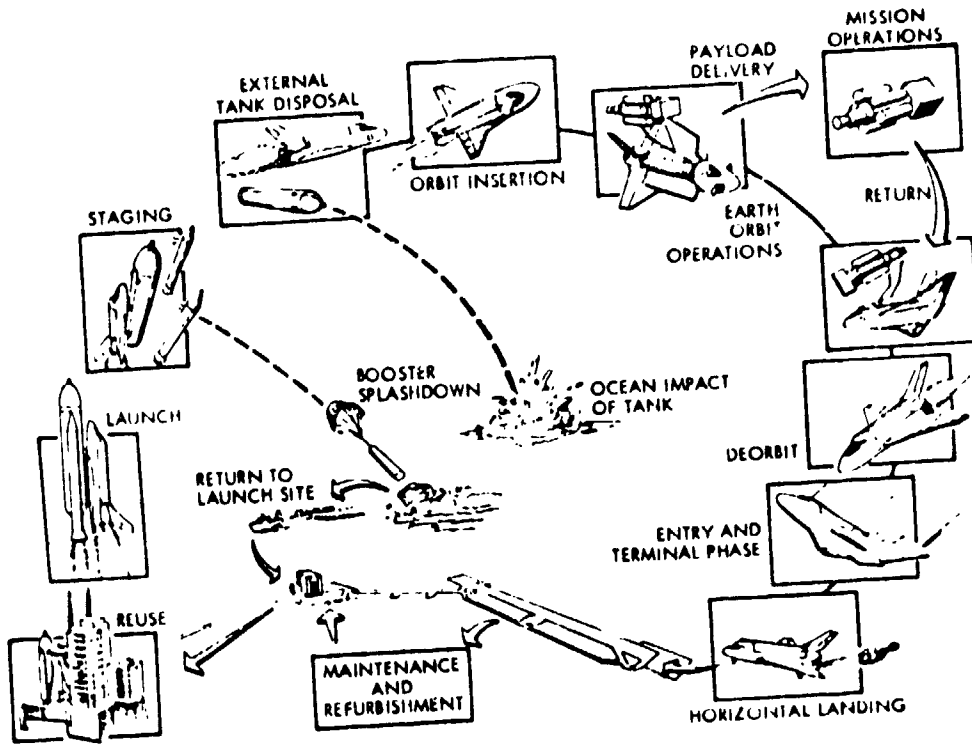 MISSION
OPERATIONS
PAYLOAD
DELIVERY
EXTERNAL
TANK DISPOSAL
ORBIT INSERTION
RETURN
EARTH
ORBIT
OPERATIONS
STAGING
BOOSTER
SPLASHDOWN
OCEAN IMPACT
OF TANK
LAUNCH
DEORBIT
RETURN TO
LAUNCH SITE
ENTRY AND
TERMINAL PHASE
REUSE
MAINTENANCE
AND
REFURBISHMENT
HORIZONTAL LANDING